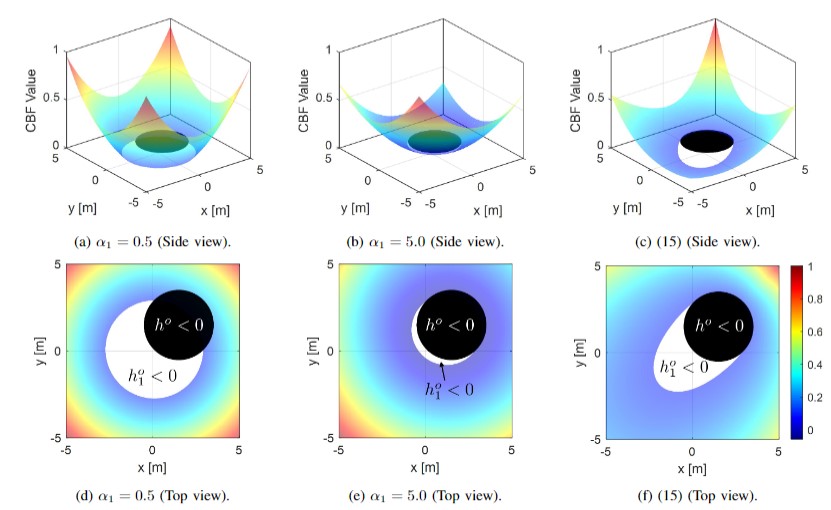 CBF Value
1
0.5
0
5
0
-5
-5
0
5
y [m]
x [m]
(a) α₁ = 0.5 (Side view).
CBF Value
1
0.5
0
5
0
-5
-5
0
5
y [m]
x [m]
(b) α₁ = 5.0 (Side view).
CBF Value
1
0.5
0
5
0
-5
-5
0
5
y [m]
x [m]
(c) (15) (Side view).
5
0
-5
y [m]
hᵒ < 0
h₁ᵒ < 0
-5
0
5
x [m]
(d) α₁ = 0.5 (Top view).
5
0
-5
y [m]
hᵒ < 0
h₁ᵒ < 0
-5
0
5
x [m]
(e) α₁ = 5.0 (Top view).
5
0
-5
y [m]
hᵒ < 0
h₁ᵒ < 0
-5
0
5
x [m]
(f) (15) (Top view).
1
0.8
0.6
0.4
0.2
0